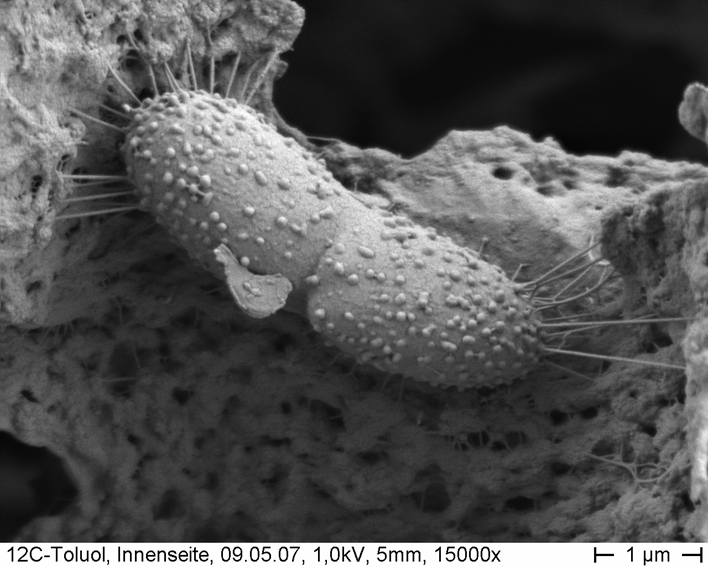 12C-Toluol, Innenseite, 09.05.07, 1,0kV, 5mm, 15000x 1 µm